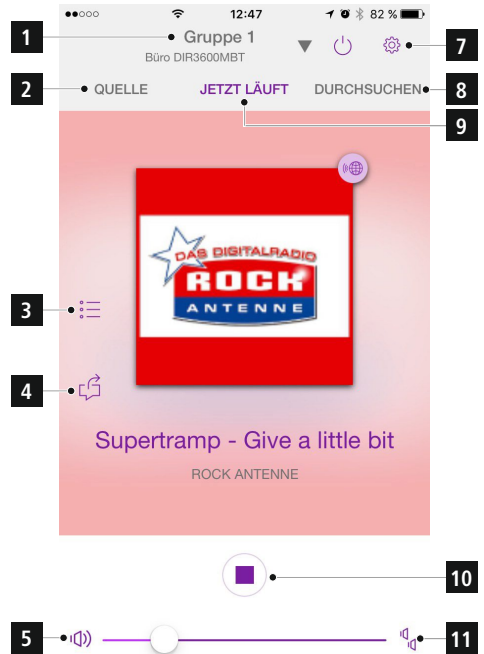 12:47
82 %
1
Gruppe 1
Büro DIR3600MBT
7
2
QUELLE
JETZT LÄUFT
DURCHSUCHEN
8
9
DAS DIGITALRADIO
ROCK
ANTENNE
3
4
Supertramp - Give a little bit
ROCK ANTENNE
10
5
11